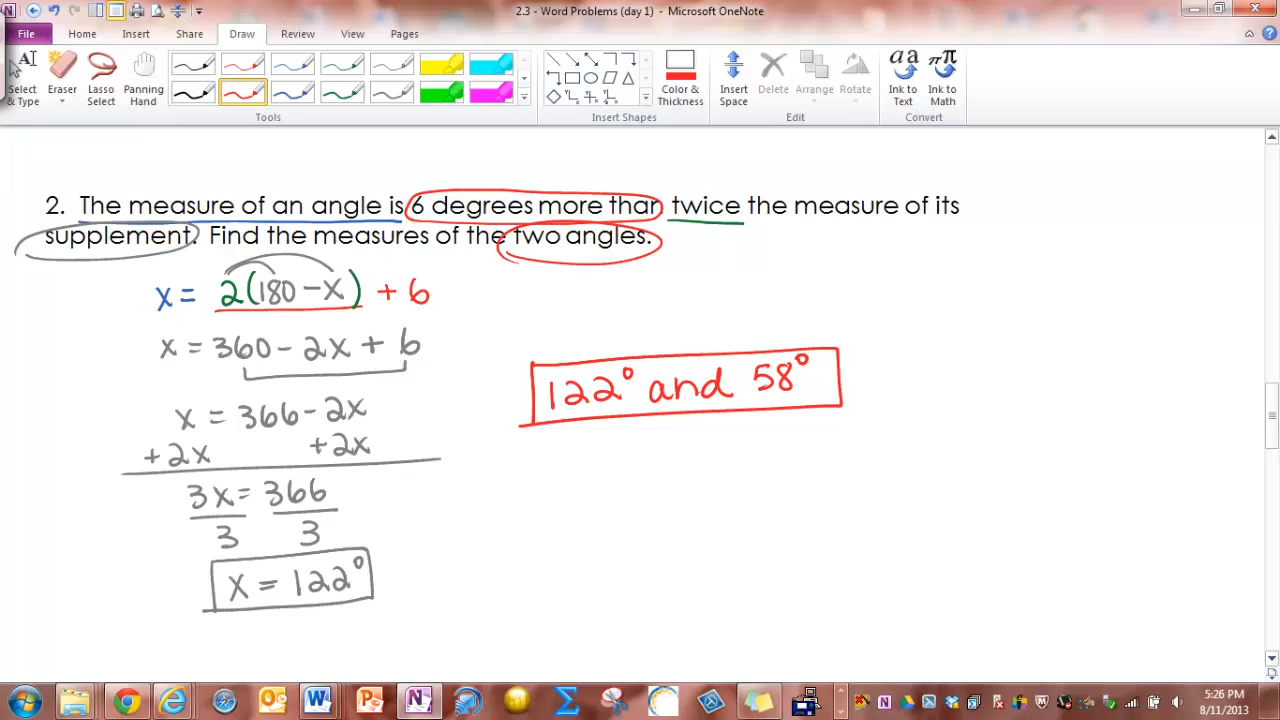 2.3 - Word Problems (day 1) - Microsoft OneNote
File Home Insert Share Draw Review View Pages
Select & Type
Eraser
Lasso Select
Panning Hand
Color & Thickness
Insert Space
Delete
Arrange
Rotate
Ink to Text
Ink to Math
Tools Insert Shapes Edit Convert
2. The measure of an angle is 6 degrees more than twice the measure of its
supplement. Find the measures of the two angles.
x = 2(180 - x) + 6
x = 360 - 2x + 6
122° and 58°
x = 366 - 2x
+2x +2x
3x = 366
3 3
x = 122°
5:26 PM
8/11/2013